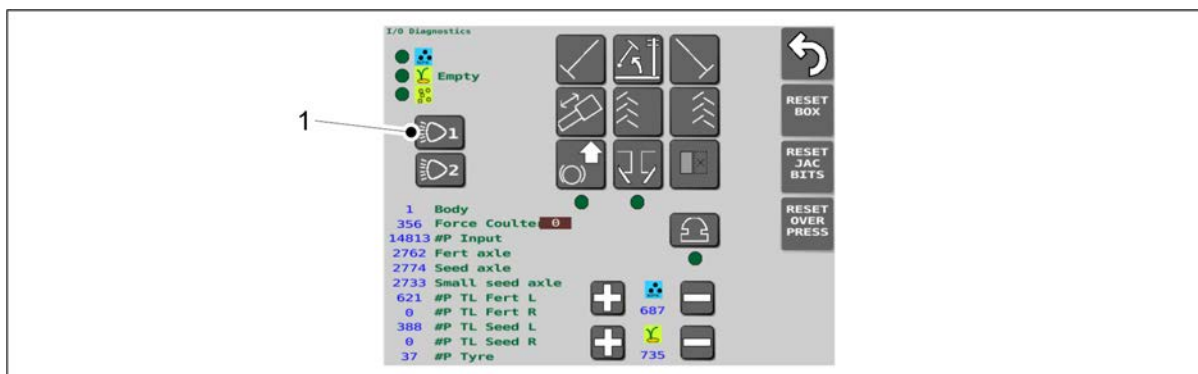 I/O Diagnostics
Empty
1
1
2
RESET
BOX
RESET
JAC
BITS
RESET
OVER
PRESS
1 Body
356 Force Coulte 0
14813 #P Input
2762 Fert axle
2774 Seed axle
2733 Small seed axle
621 #P TL Fert L
0 #P TL Fert R
388 #P TL Seed L
0 #P TL Seed R
37 #P Tyre
687
735